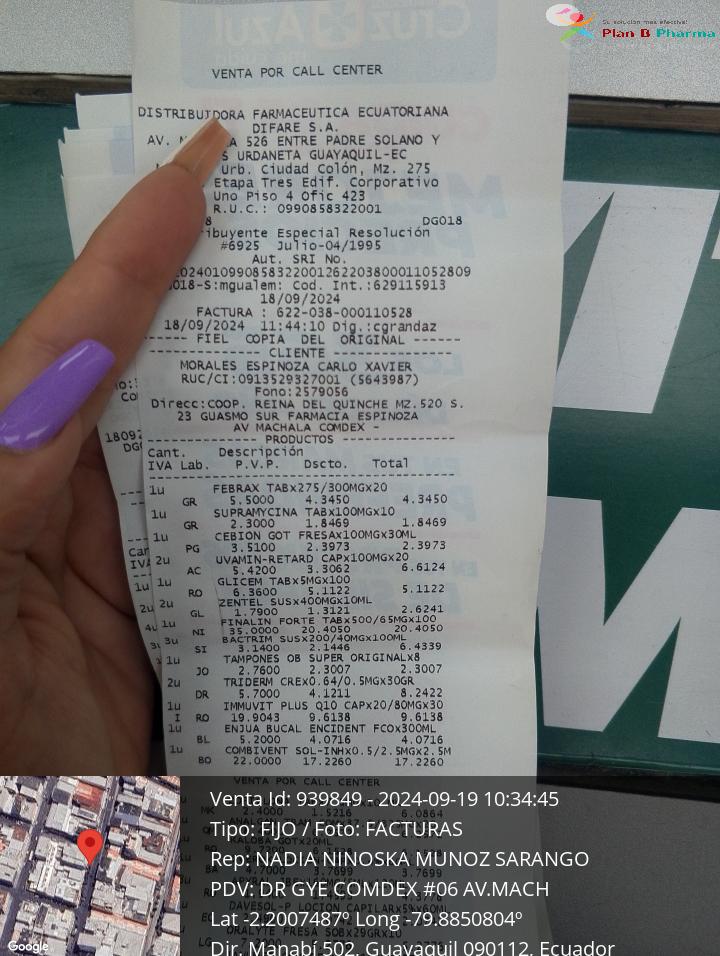 Cruz Azul
Su solución más efectiva!
Plan B Pharma
VENTA POR CALL CENTER
DISTRIBUIDORA FARMACEUTICA ECUATORIANA
DIFARE S.A.
AV. 526 ENTRE PADRE SOLANO Y
URDANETA GUAYAQUIL-EC
Urb. Ciudad Colón, Mz. 275
Etapa Tres Edif. Corporativo
Uno Piso 4 Ofic 423
R.U.C.: 0990858322001
8 DG018
ribuyente Especial Resolución
#6925 Julio-04/1995
Aut. SRI No.
024010990858322001262203800011052809
018-S:mgualem: Cod. Int.:629115913
18/09/2024
FACTURA : 622-038-000110528
18/09/2024 11:44:10 Dig.:cgrandaz
------ FIEL COPIA DEL ORIGINAL ------
CLIENTE
MORALES ESPINOZA CARLO XAVIER
RUC/CI:0913529327001 (5643987)
Fono:2579056
Direcc:COOP. REINA DEL QUINCHE MZ.520 S.
23 GUASMO SUR FARMACIA ESPINOZA
AV MACHALA COMDEX -
PRODUCTOS
Cant. Descripción
IVA Lab. P.V.P. Dscto. Total
1u FEBRAX TABx275/300MGx20
GR 5.5000 4.3450 4.3450
1u SUPRAMYCINA TABx100MGx10
GR 2.3000 1.8469 1.8469
1u CEBION GOT FRESAx100MGx30ML
PG 3.5100 2.3973 2.3973
2u UVAMIN-RETARD CAPx100MGx20
AC 5.4200 3.3062 6.6124
1u GLICEM TABx5MGx100
RO 6.3600 5.1122 5.1122
2u ZENTEL SUSx400MGx10ML
GL 1.7900 1.3121 2.6241
1u FINALIN FORTE TABx500/65MGx100
NI 35.0000 20.4050 20.4050
3u BACTRIM SUSx200/40MGx100ML
SI 3.1400 2.1446 6.4339
1u TAMPONES OB SUPER ORIGINALx8
JO 2.7600 2.3007 2.3007
2u TRIDERM CREx0.64/0.5MGx30GR
DR 5.7000 4.1211 8.2422
1u IMMUVIT PLUS Q10 CAPx20/80MGx30
I RO 19.9043 9.6138 9.6138
1u ENJUA BUCAL ENCIDENT FCOx300ML
BL 5.2000 4.0716 4.0716
1u COMBIVENT SOL-INHx0.5/2.5MGx2.5M
BO 22.0000 17.2260 17.2260
VENTA POR CALL CENTER
Venta Id: 939849 - 2024-09-19 10:34:45
Tipo: FIJO / Foto: FACTURAS
Rep: NADIA NINOSKA MUNOZ SARANGO
PDV: DR GYE COMDEX #06 AV.MACH
Lat -2.2007487º Long -79.8850804º
Dir. Manabí 502, Guayaquil 090112, Ecuador
Google